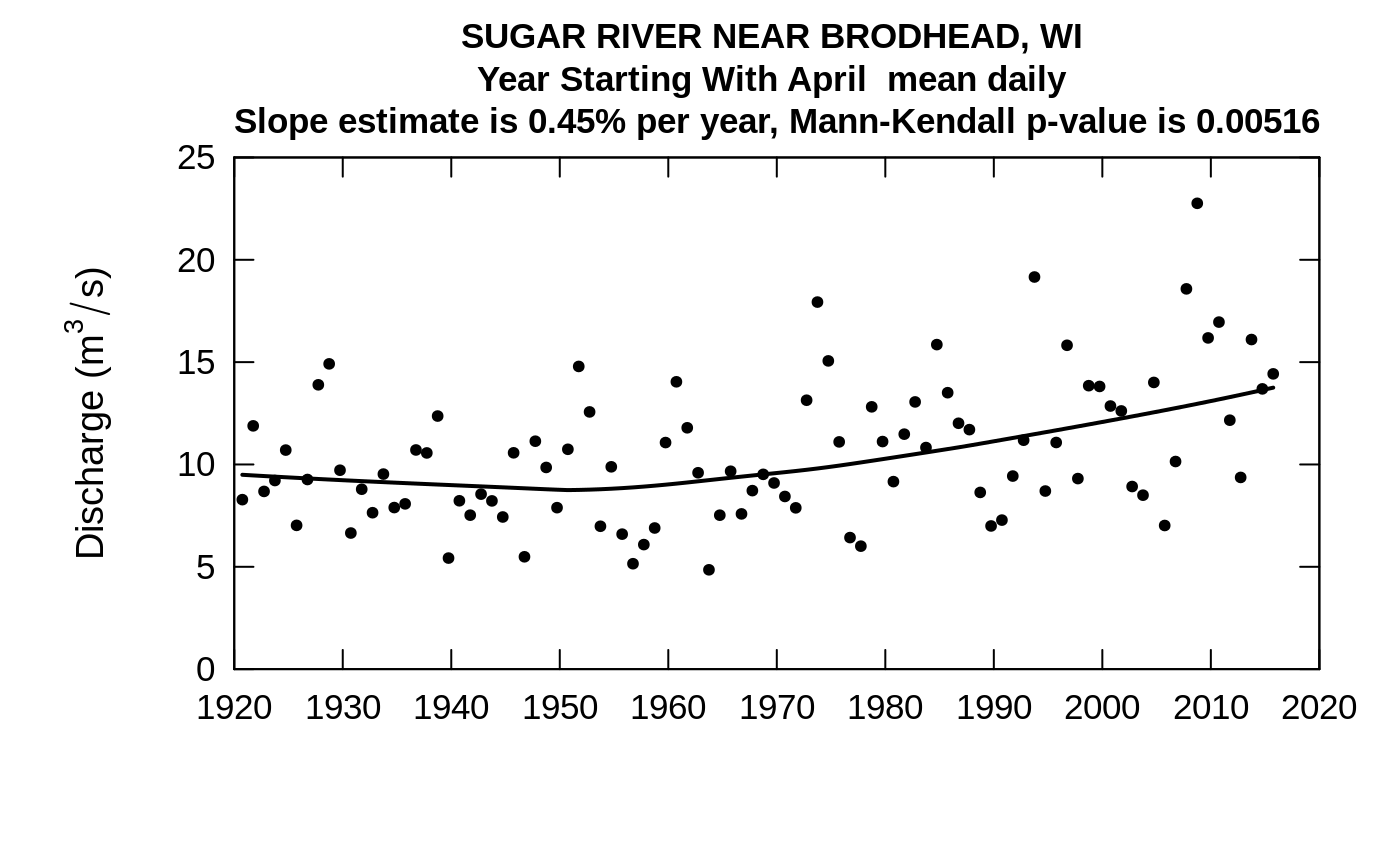 SUGAR RIVER NEAR BRODHEAD, WI
Year Starting With April  mean daily
Slope estimate is 0.45% per year, Mann-Kendall p-value is 0.00516
Discharge (m³/s)
25
20
15
10
5
0
1920 1930 1940 1950 1960 1970 1980 1990 2000 2010 2020